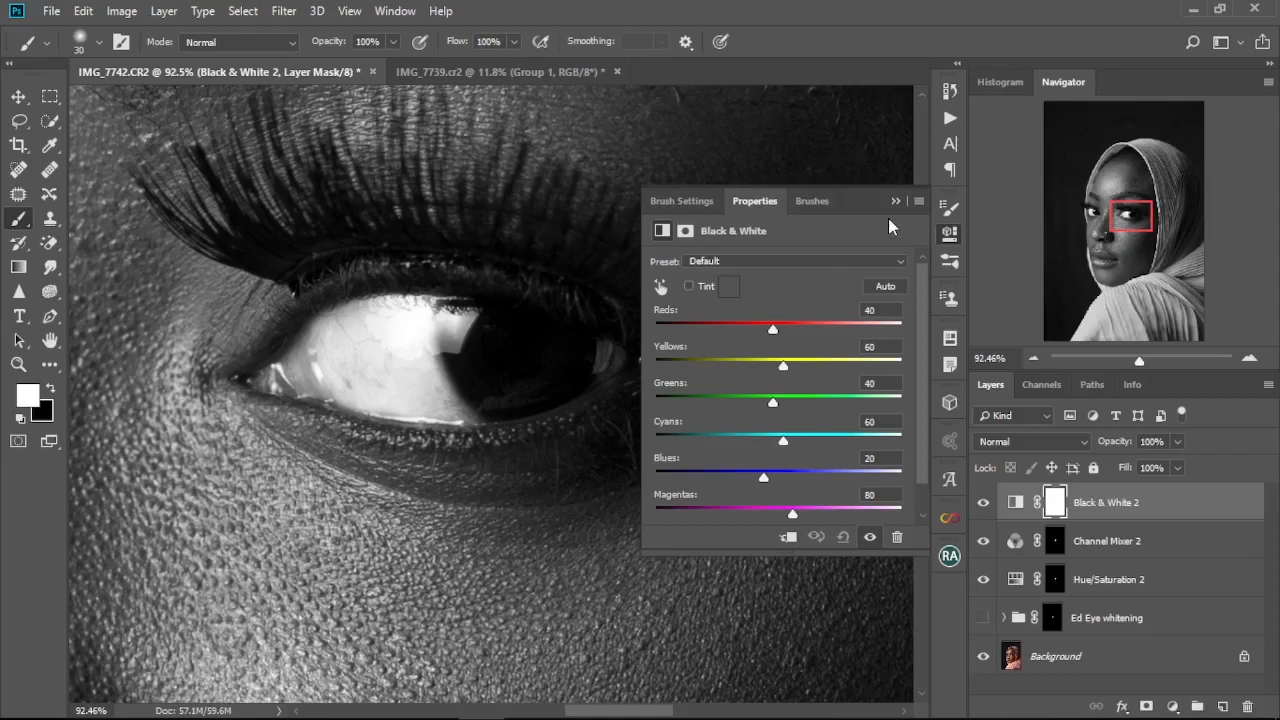 Ps File Edit Image Layer Type Select Filter 3D View Window Help
30 Mode: Normal Opacity: 100% Flow: 100% Smoothing:
IMG_7742.CR2 @ 92.5% (Black & White 2, Layer Mask/8) * IMG_7739.cr2 @ 11.8% (Group 1, RGB/8*) *
Histogram Navigator
Brush Settings Properties Brushes
Black & White
Preset: Default
Tint Auto
Reds: 40
Yellows: 60
Greens: 40
Cyans: 60
Blues: 20
Magentas: 80
RA
92.46%
Layers Channels Paths Info
Kind
Normal Opacity: 100%
Lock: Fill: 100%
Black & White 2
Channel Mixer 2
Hue/Saturation 2
Ed Eye whitening
Background
92.46% Doc: 57.1M/59.6M